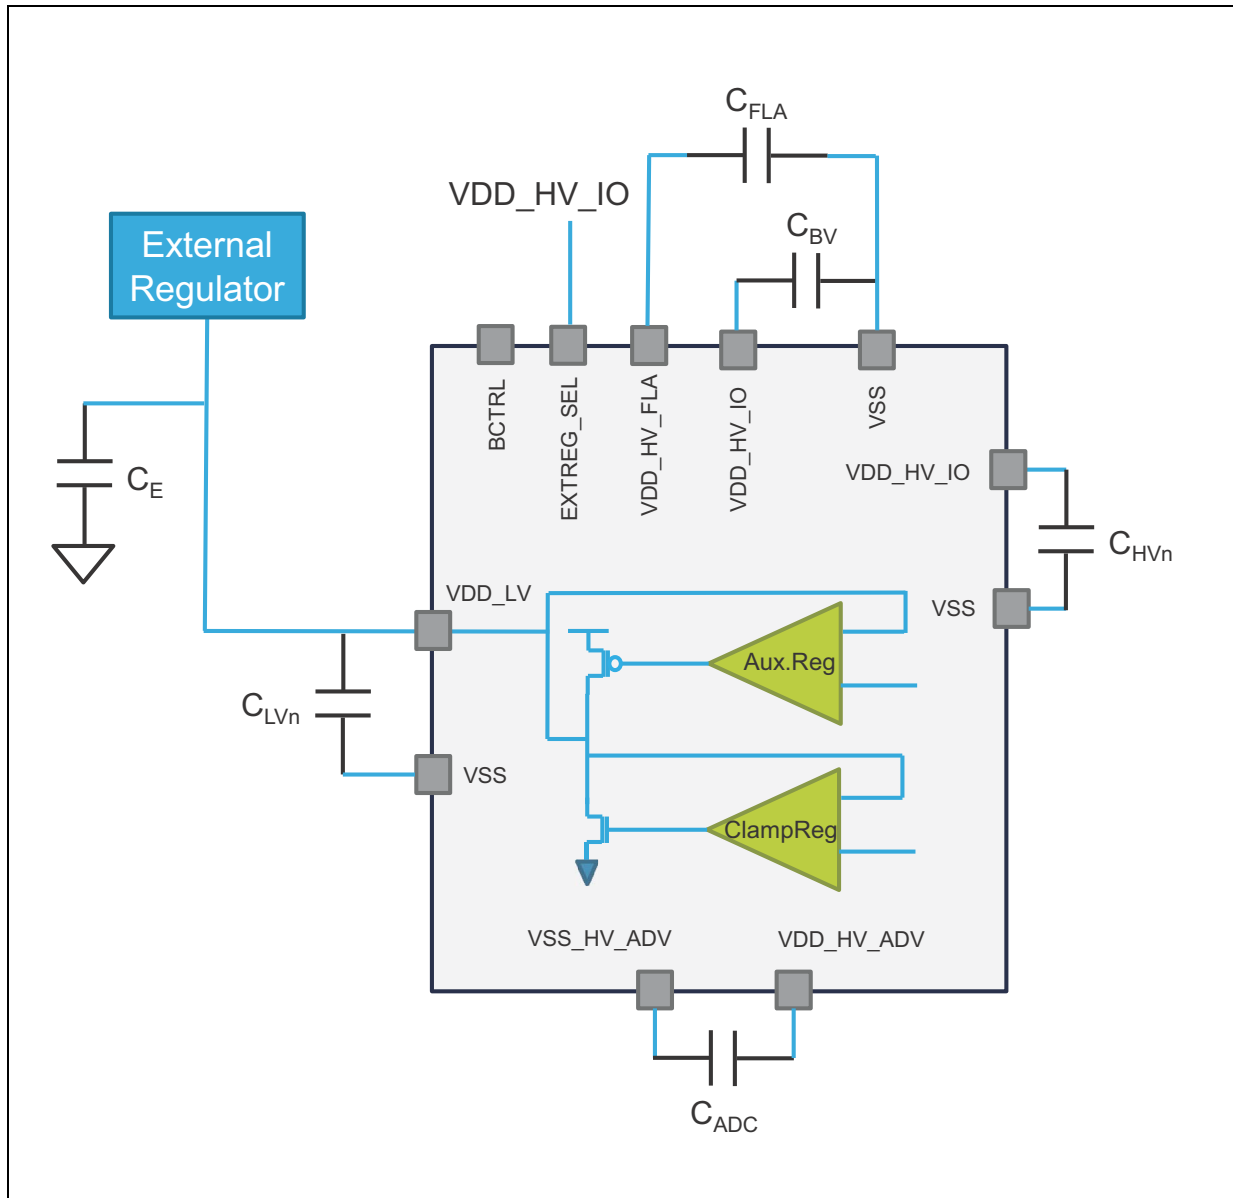 C_FLA
VDD_HV_IO
C_BV
External
Regulator
BCTRL
EXTREG_SEL
VDD_HV_FLA
VDD_HV_IO
VSS
VDD_HV_IO
C_E
C_HVn
VDD_LV
VSS
Aux.Reg
C_LVn
VSS
ClampReg
VSS_HV_ADV
VDD_HV_ADV
C_ADC